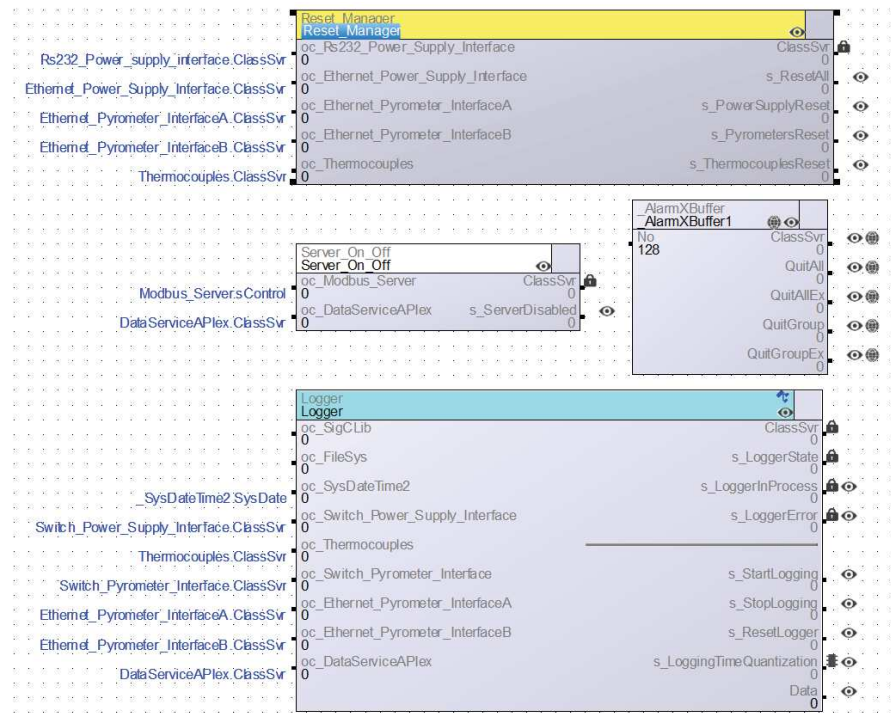 Reset_Manager
Reset_Manager
oc_Rs232_Power_Supply_Interface ClassSvr
Rs232_Power_supply_interface.ClassSvr 0 0
oc_Ethernet_Power_Supply_Interface s_ResetAll
Ethernet_Power_Supply_Interface.ClassSvr 0 0
oc_Ethernet_Pyrometer_InterfaceA s_PowerSupplyReset
Ethernet_Pyrometer_InterfaceA.ClassSvr 0 0
oc_Ethernet_Pyrometer_InterfaceB s_PyrometersReset
Ethernet_Pyrometer_InterfaceB.ClassSvr 0 0
oc_Thermocouples s_ThermocouplesReset
Thermocouples.ClassSvr 0 0
_AlarmXBuffer
_AlarmXBuffer1
No ClassSvr
128 0
QuitAll
0
QuitAllEx
0
QuitGroup
0
QuitGroupEx
0
Server_On_Off
Server_On_Off
oc_Modbus_Server ClassSvr
Modbus_Server.sControl 0 0
oc_DataServiceAPlex s_ServerDisabled
DataServiceAPlex.ClassSvr 0 0
Logger
Logger
oc_SigCLib ClassSvr
0 0
oc_FileSys s_LoggerState
0 0
oc_SysDateTime2 s_LoggerInProcess
_SysDateTime2.SysDate 0 0
oc_Switch_Power_Supply_Interface s_LoggerError
Switch_Power_Supply_Interface.ClassSvr 0 0
oc_Thermocouples
Thermocouples.ClassSvr 0
oc_Switch_Pyrometer_Interface s_StartLogging
Switch_Pyrometer_Interface.ClassSvr 0 0
oc_Ethernet_Pyrometer_InterfaceA s_StopLogging
Ethernet_Pyrometer_InterfaceA.ClassSvr 0 0
oc_Ethernet_Pyrometer_InterfaceB s_ResetLogger
Ethernet_Pyrometer_InterfaceB.ClassSvr 0 0
oc_DataServiceAPlex s_LoggingTimeQuantization
DataServiceAPlex.ClassSvr 0 0
Data
0